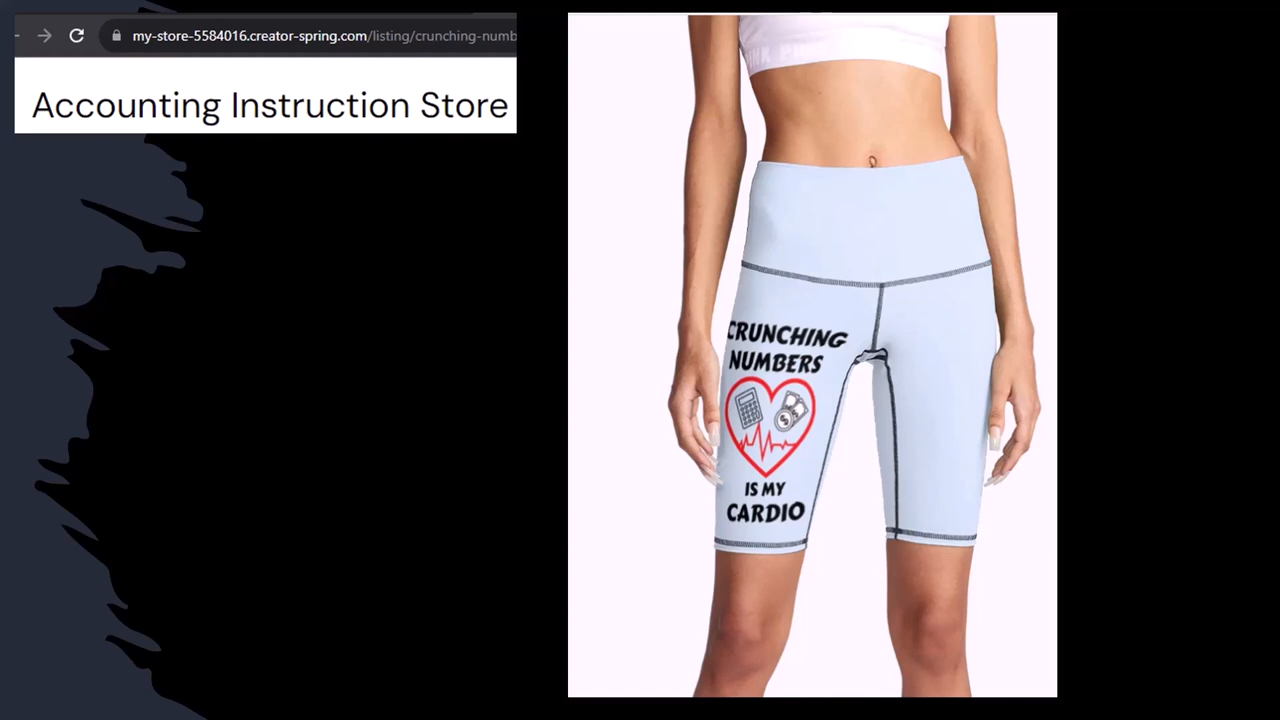 my-store-5584016.creator-spring.com/listing/crunching-numb
Accounting Instruction Store
CRUNCHING
NUMBERS
IS MY
CARDIO